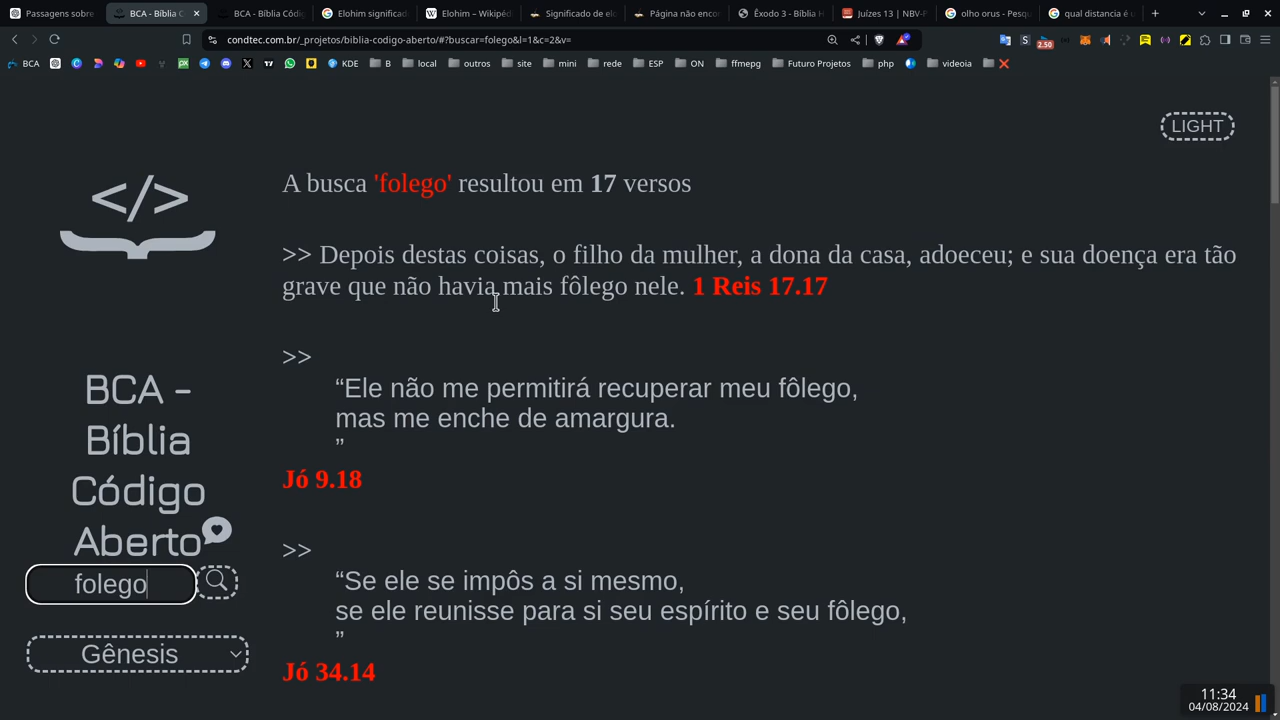 Passagens sobre
BCA - Bíblia C
BCA - Bíblia Códig
Elohim significad
Elohim – Wikipédi
Significado de elo
Página não enco
Êxodo 3 - Bíblia H
Juízes 13 | NBV-P
olho orus - Pesqu
qual distancia é u
condtec.com.br/_projetos/biblia-codigo-aberto/#?buscar=folego&l=1&c=2&v=
2.50
BCA
KDE
B
local
outros
site
mini
rede
ESP
ON
ffmepg
Futuro Projetos
php
videoia
LIGHT
</>
A busca 'folego' resultou em 17 versos
>> Depois destas coisas, o filho da mulher, a dona da casa, adoeceu; e sua doença era tão
grave que não havia mais fôlego nele. 1 Reis 17.17
>>
“Ele não me permitirá recuperar meu fôlego,
mas me enche de amargura.
”
Jó 9.18
>>
“Se ele se impôs a si mesmo,
se ele reunisse para si seu espírito e seu fôlego,
”
Jó 34.14
BCA -
Bíblia
Código
Aberto
folego
Gênesis
11:34
04/08/2024